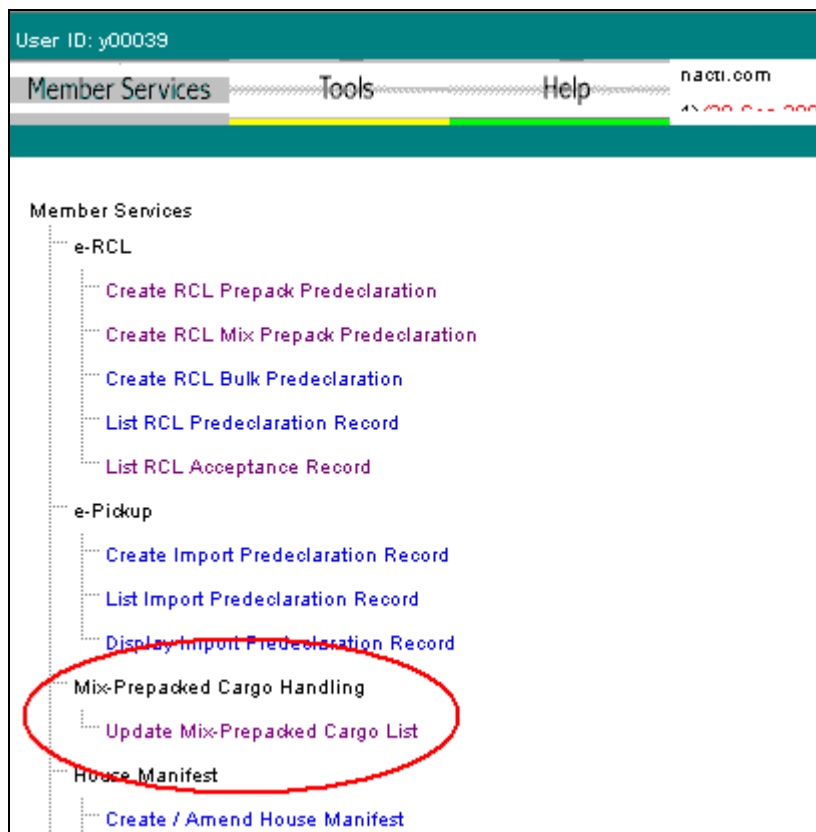 User ID: y00039
Member Services Tools Help nacti.com
Member Services
e-RCL
Create RCL Prepack Predeclaration
Create RCL Mix Prepack Predeclaration
Create RCL Bulk Predeclaration
List RCL Predeclaration Record
List RCL Acceptance Record
e-Pickup
Create Import Predeclaration Record
List Import Predeclaration Record
Display Import Predeclaration Record
Mix-Prepacked Cargo Handling
Update Mix-Prepacked Cargo List
House Manifest
Create / Amend House Manifest